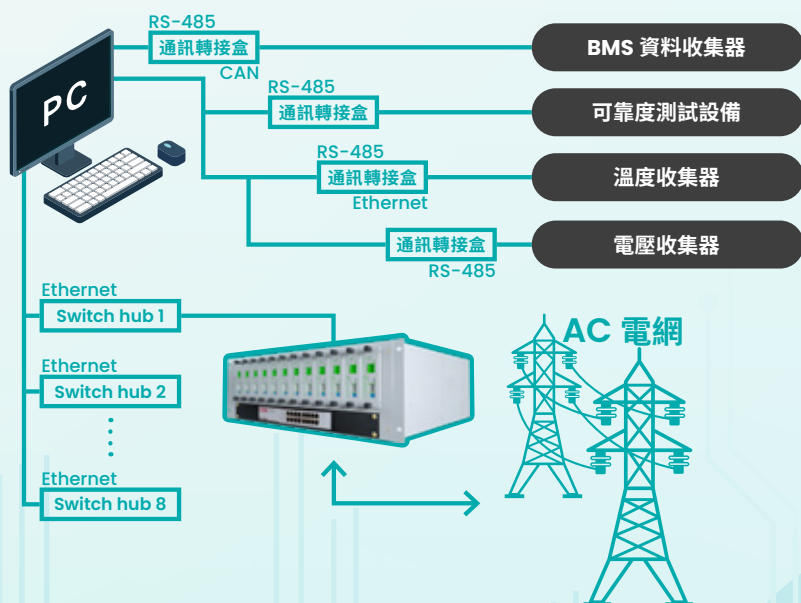 RS-485
通訊轉接盒
CAN
BMS 資料收集器
PC
RS-485
通訊轉接盒
可靠度測試設備
RS-485
通訊轉接盒
Ethernet
溫度收集器
通訊轉接盒
RS-485
電壓收集器
Ethernet
Switch hub 1
AC 電網
Ethernet
Switch hub 2
Ethernet
Switch hub 8